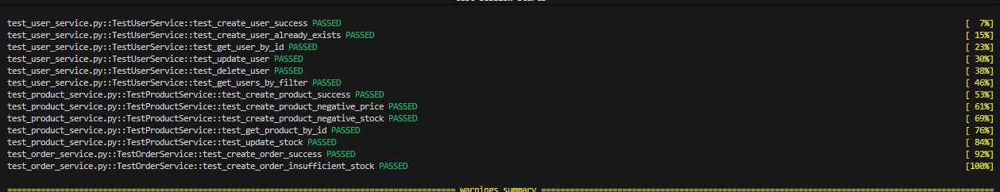 test_user_service.py::TestUserService::test_create_user_success PASSED [ 7%]
test_user_service.py::TestUserService::test_create_user_already_exists PASSED [ 15%]
test_user_service.py::TestUserService::test_get_user_by_id PASSED [ 23%]
test_user_service.py::TestUserService::test_update_user PASSED [ 30%]
test_user_service.py::TestUserService::test_delete_user PASSED [ 38%]
test_user_service.py::TestUserService::test_get_users_by_filter PASSED [ 46%]
test_product_service.py::TestProductService::test_create_product_success PASSED [ 53%]
test_product_service.py::TestProductService::test_create_product_negative_price PASSED [ 61%]
test_product_service.py::TestProductService::test_create_product_negative_stock PASSED [ 69%]
test_product_service.py::TestProductService::test_get_product_by_id PASSED [ 76%]
test_product_service.py::TestProductService::test_update_stock PASSED [ 84%]
test_order_service.py::TestOrderService::test_create_order_success PASSED [ 92%]
test_order_service.py::TestOrderService::test_create_order_insufficient_stock PASSED [100%]
warnings summary